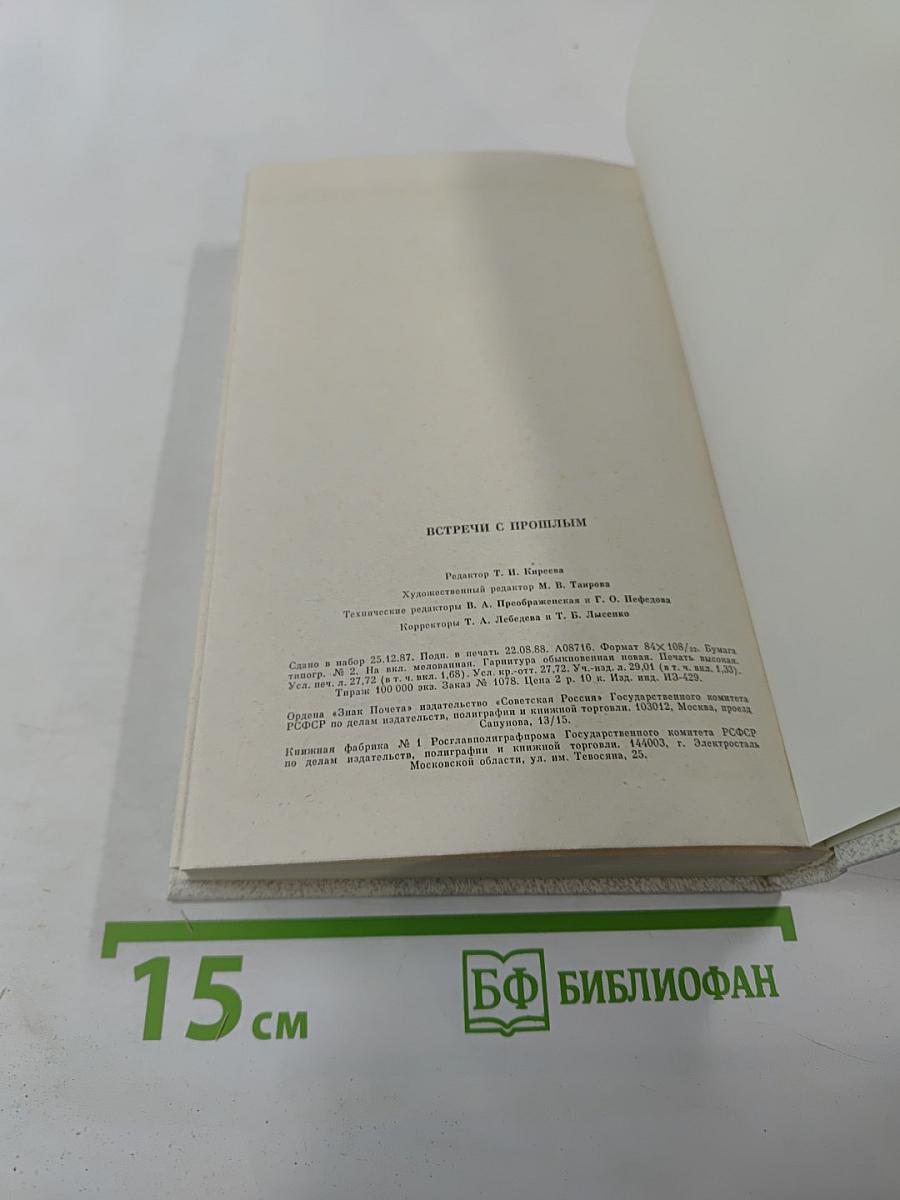 ВСТРЕЧИ С ПРОШЛЫМ
Редактор Т. И. Киреева
Художественный редактор М. В. Таирова
Технические редакторы В. А. Преображенская и Г. О. Нефедова
Корректоры Т. А. Лебедева и Т. Б. Лысенко
Сдано в набор 25.12.87. Подп. в печать 22.08.88. А08716. Формат 84×108/32. Бумага
типогр. № 2. На вкл. мелованная. Гарнитура обыкновенная новая. Печать высокая.
Усл. печ. л. 27,72 (в т. ч. вкл. 1,68). Усл. кр.-отт. 27,72. Уч.-изд. л. 29,01 (в т. ч. вкл. 1,33).
Тираж 100 000 экз. Заказ № 1078. Цена 2 р. 10 к. Изд. инд. ИЗ-429.
Ордена «Знак Почета» издательство «Советская Россия» Государственного комитета
РСФСР по делам издательств, полиграфии и книжной торговли. 103012, Москва, проезд
Сапунова, 13/15.
Книжная фабрика № 1 Росглавполиграфпрома Государственного комитета РСФСР
по делам издательств, полиграфии и книжной торговли. 144003, г. Электросталь
Московской области, ул. им. Тевосяна, 25.
15 см
БФ БИБЛИОФАН